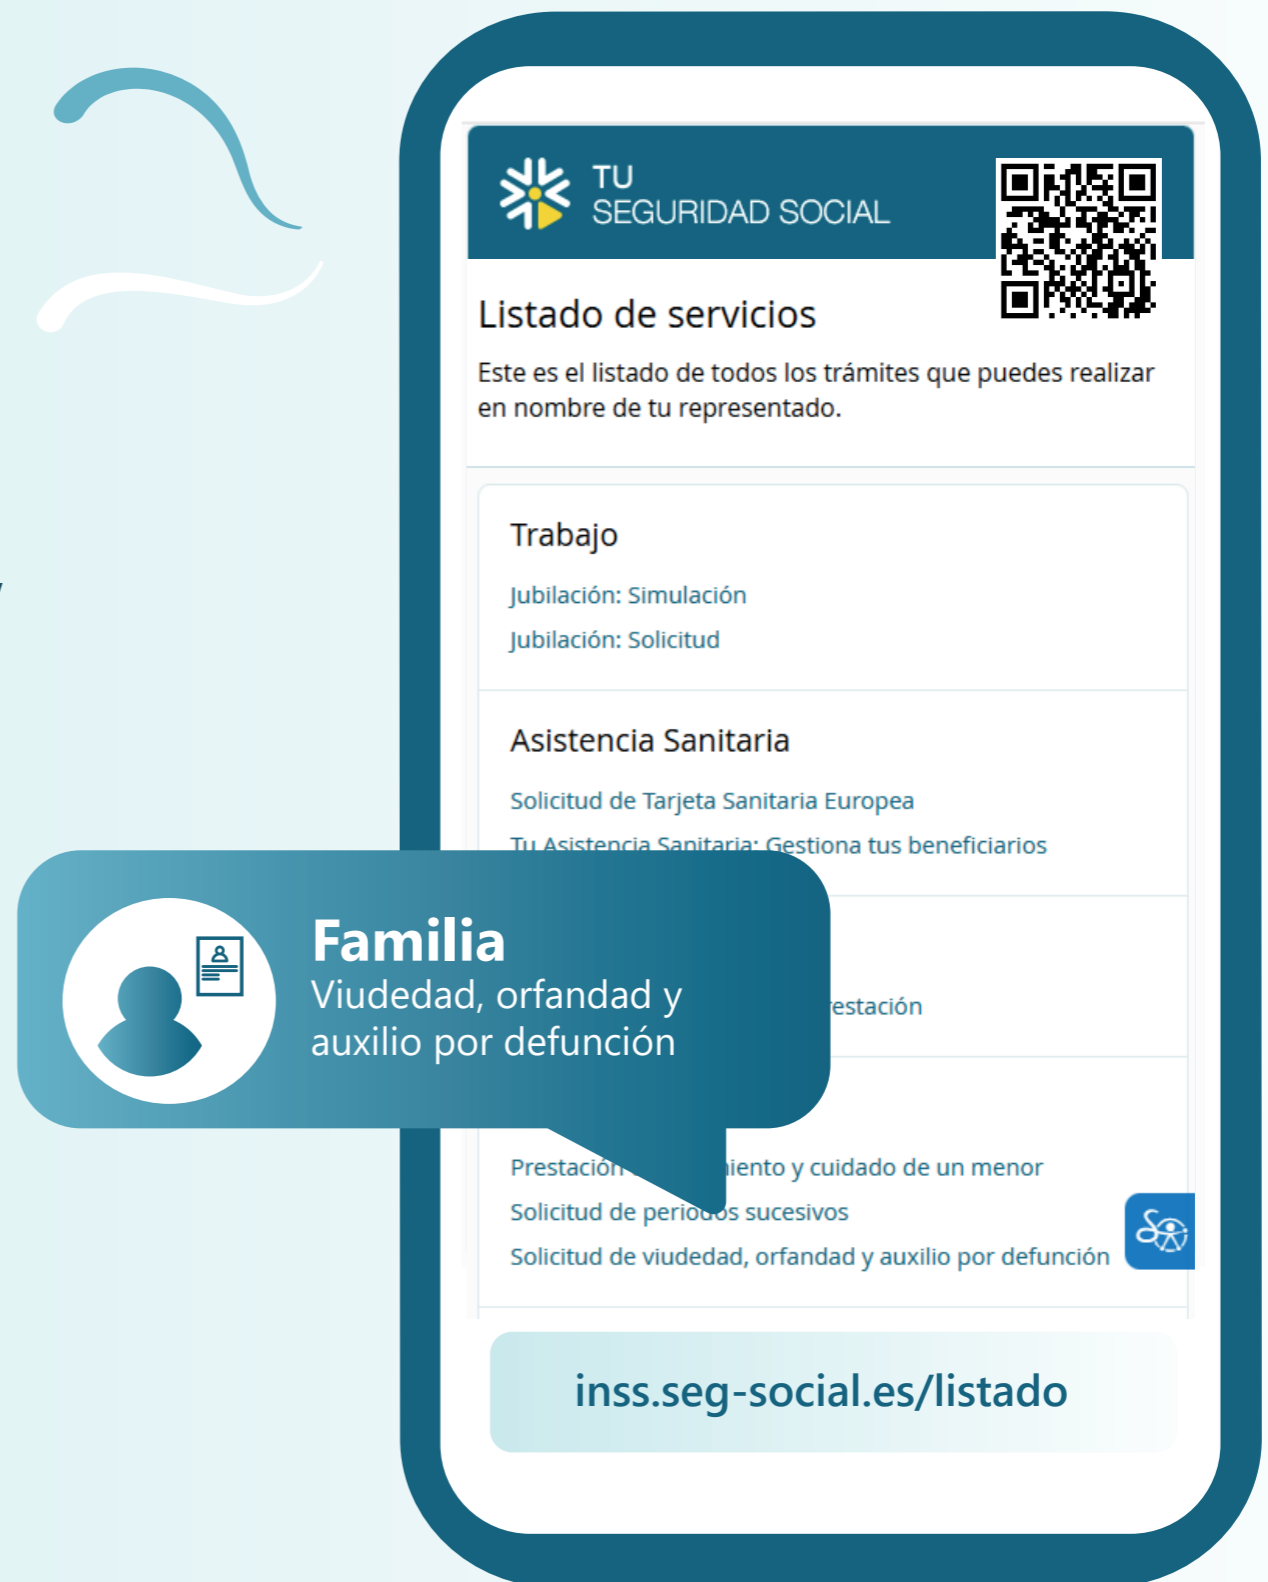 TU
SEGURIDAD SOCIAL
Listado de servicios
Este es el listado de todos los trámites que puedes realizar
en nombre de tu representado.
Trabajo
Jubilación: Simulación
Jubilación: Solicitud
Asistencia Sanitaria
Solicitud de Tarjeta Sanitaria Europea
Tu Asistencia Sanitaria: Gestiona tus beneficiarios
Familia
Viudedad, orfandad y
auxilio por defunción
Prestación y cuidado de un menor
Solicitud de periodos sucesivos
Solicitud de viudedad, orfandad y auxilio por defunción
inss.seg-social.es/listado